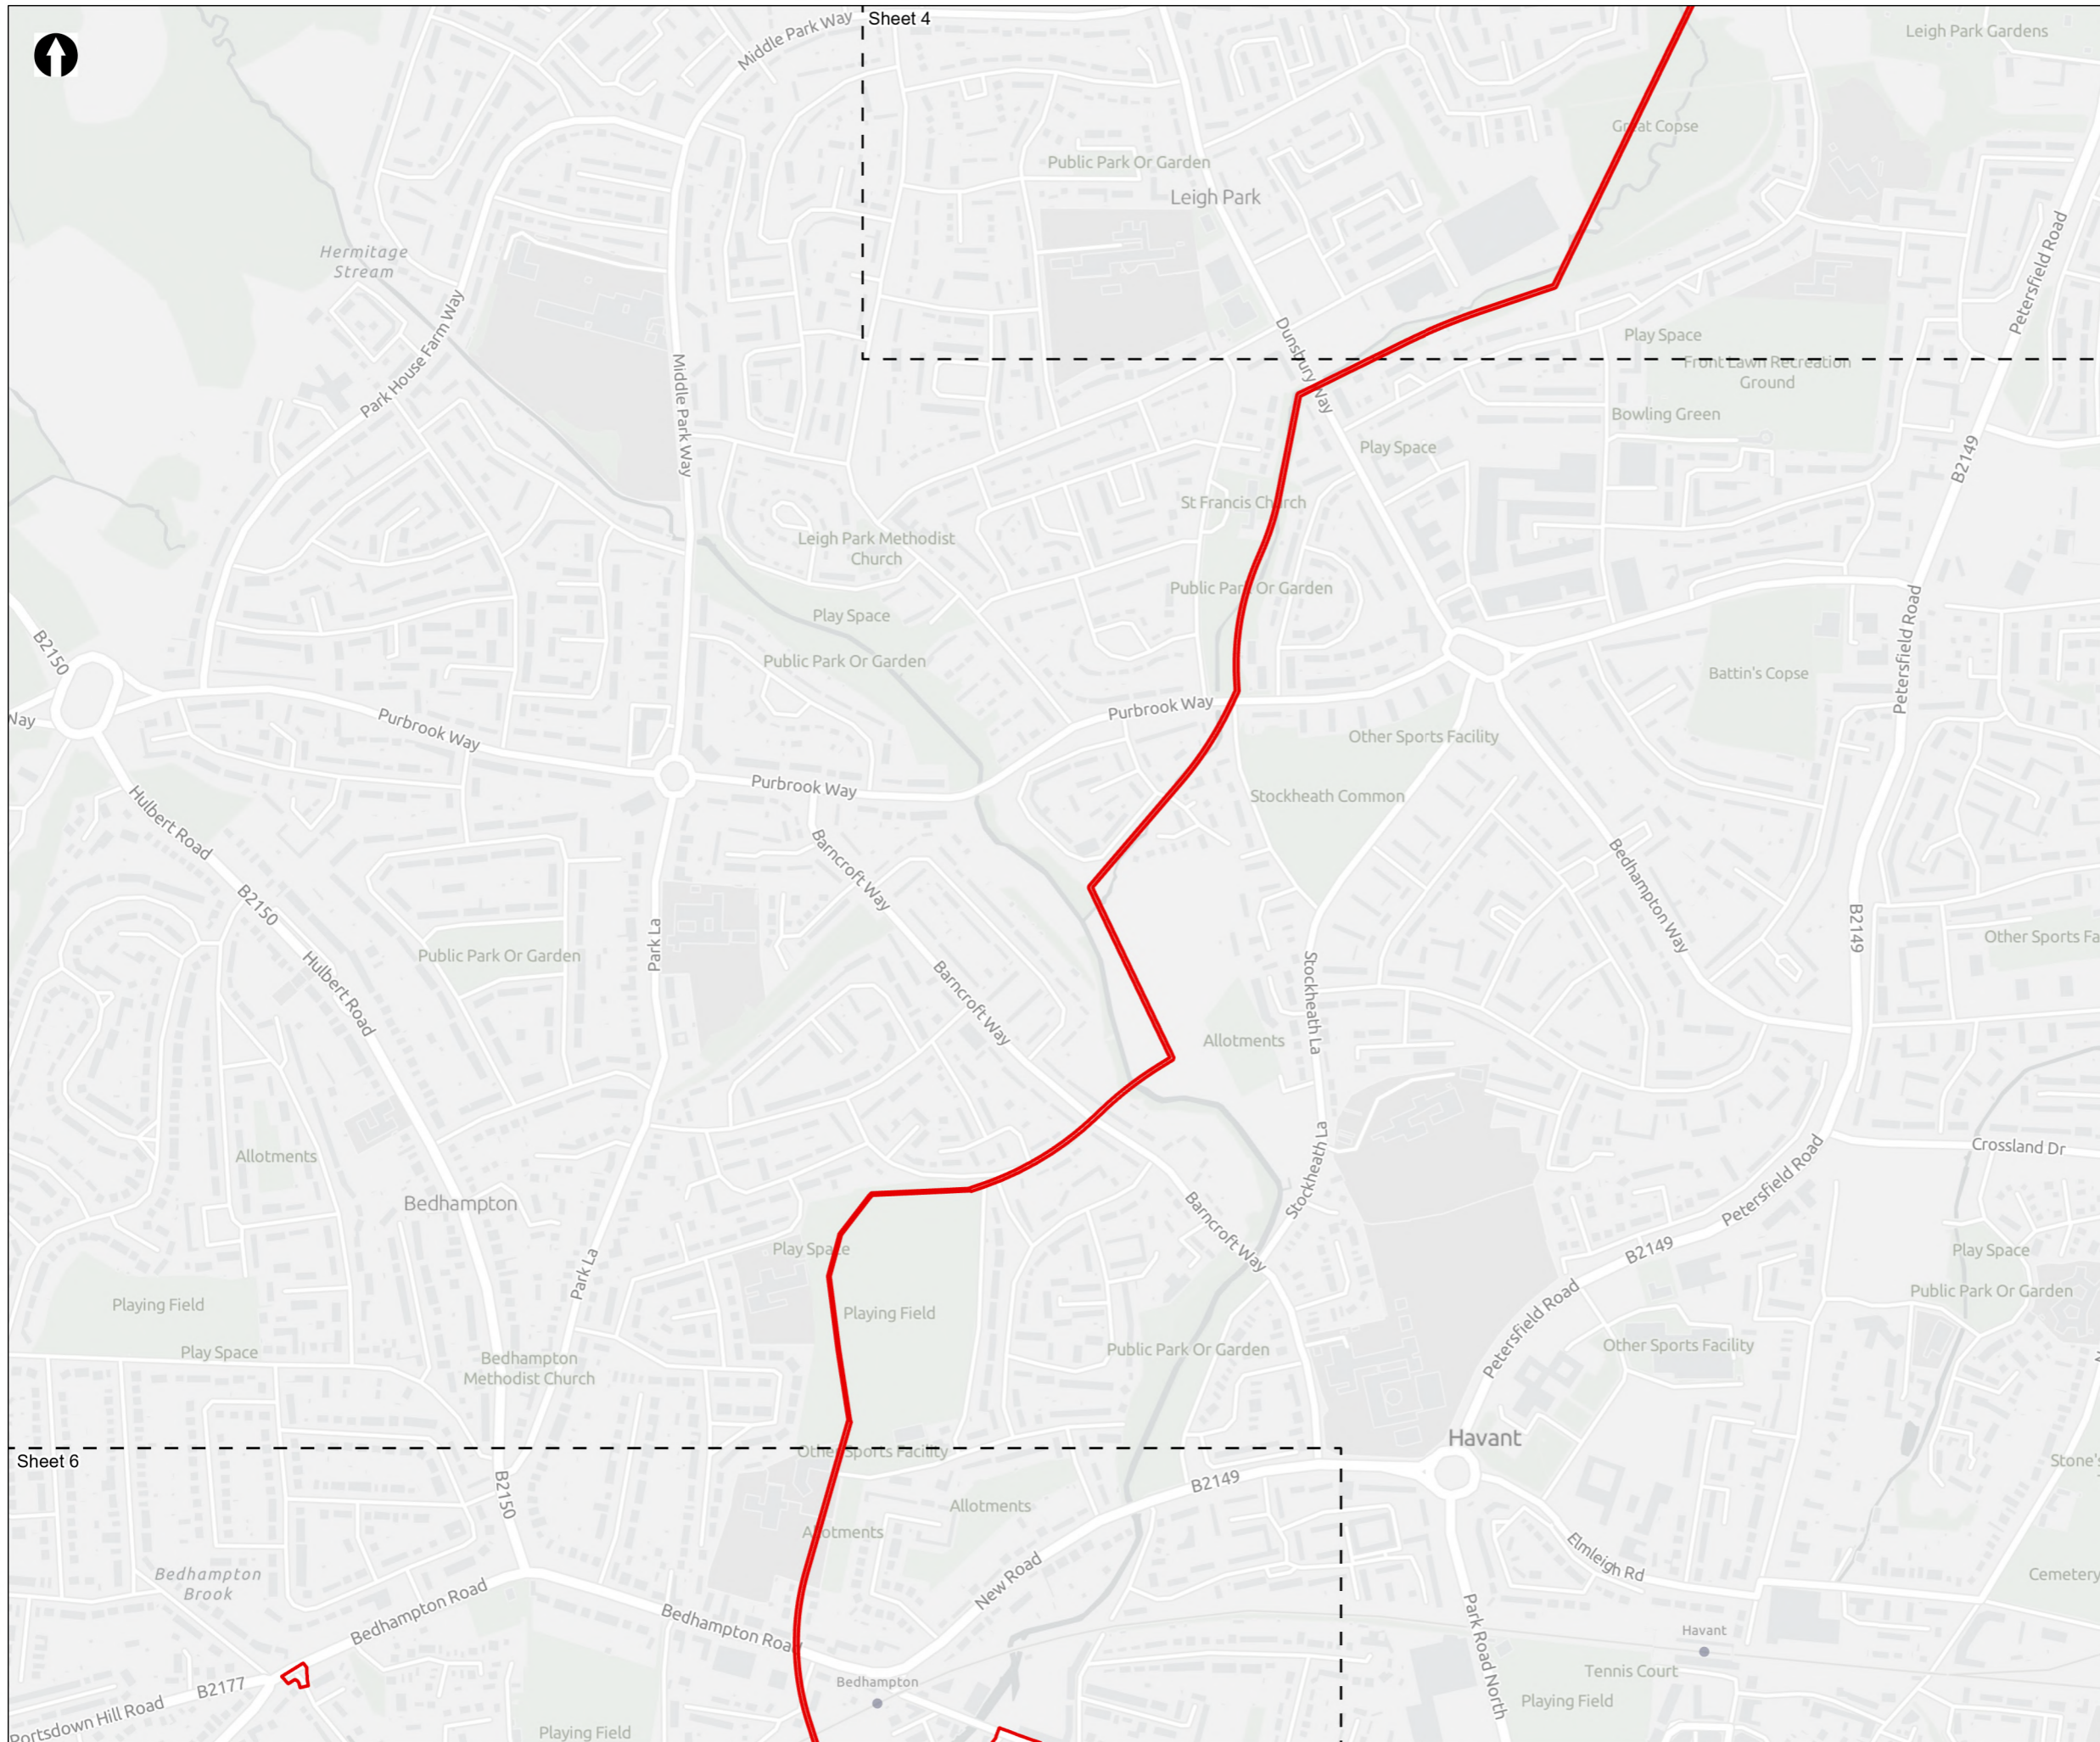 Sheet 4
Middle Park Way
Leigh Park Gardens
Great Copse
Public Park Or Garden
Leigh Park
Hermitage
Stream
Petersfield Road
Park House Farm Way
Dunsbury Way
Play Space
Middle Park Way
Front Lawn Recreation
Ground
Bowling Green
Play Space
B2149
St Francis Church
Leigh Park Methodist
Church
Public Park Or Garden
Play Space
B2150
Public Park Or Garden
Petersfield Road
Battin's Copse
Way
Purbrook Way
Purbrook Way
Other Sports Facility
Purbrook Way
Stockheath Common
Hulbert Road
Barncroft Way
Bedhampton Way
B2150
B2149
Other Sports Fa
Park La
Public Park Or Garden
Hulbert Road
Barncroft Way
Stockheath La
Allotments
Crossland Dr
Allotments
Stockheath La
Petersfield Road
Bedhampton
Barncroft Way
B2149
Play Space
Play Space
Park La
Public Park Or Garden
Playing Field
Playing Field
Petersfield Road
Play Space
Public Park Or Garden
Other Sports Facility
Bedhampton
Methodist Church
Havant
Other Sports Facility
Sheet 6
Stone's
B2150
B2149
Allotments
Allotments
Elmleigh Rd
Bedhampton
Brook
New Road
Cemetery
Bedhampton Road
Bedhampton Road
Park Road North
Havant
Tennis Court
Bedhampton
B2177
Playing Field
Portsdown Hill Road
Playing Field